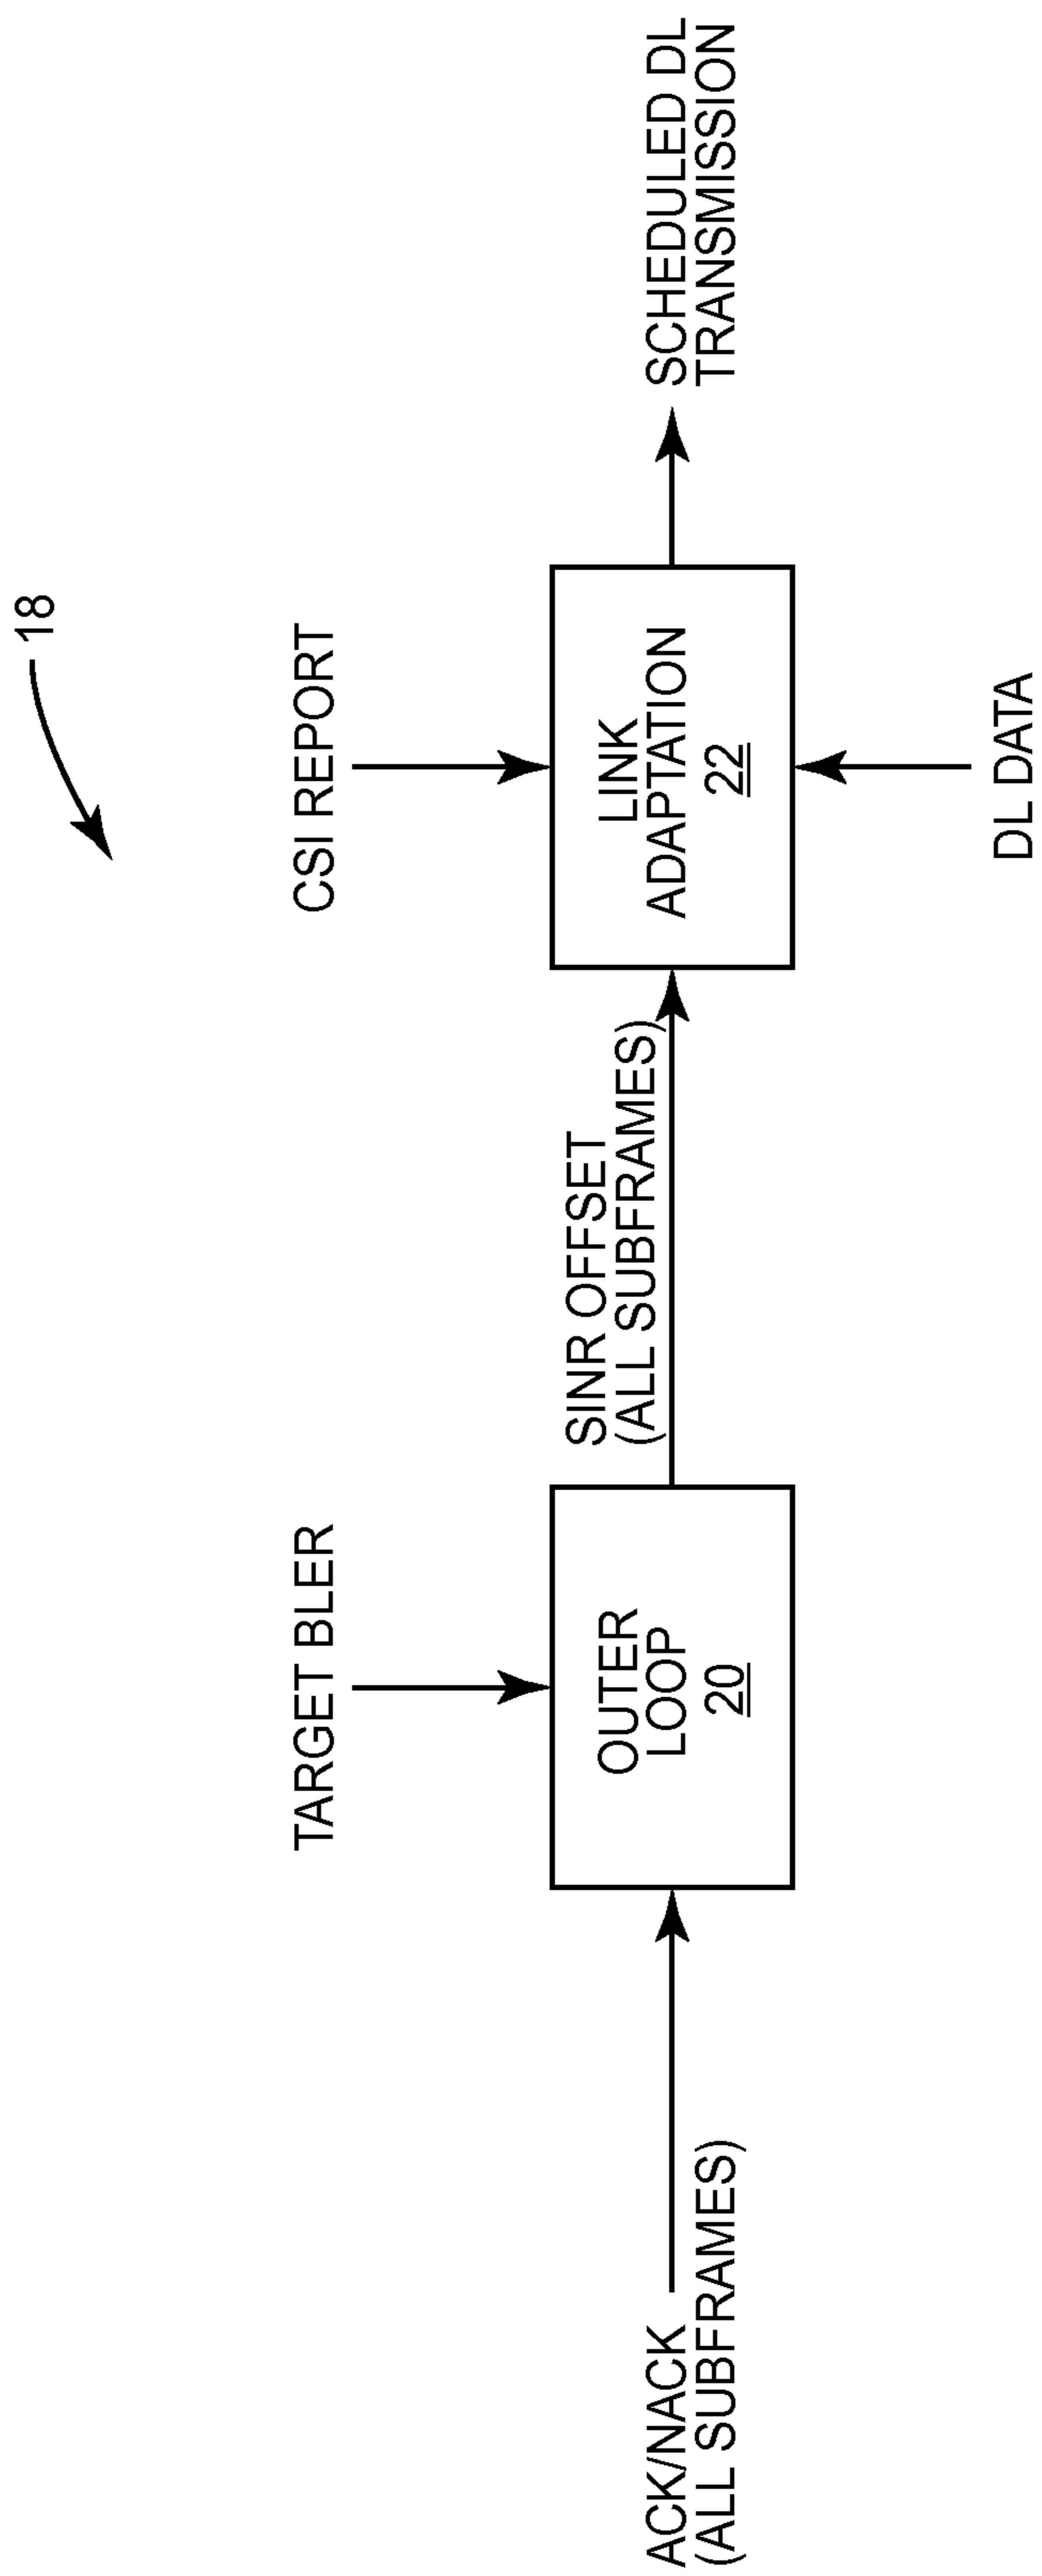 18
TARGET BLER
CSI REPORT
ACK/NACK
(ALL SUBFRAMES)
OUTER
LOOP
20
SINR OFFSET
(ALL SUBFRAMES)
LINK
ADAPTATION
22
SCHEDULED DL
TRANSMISSION
DL DATA